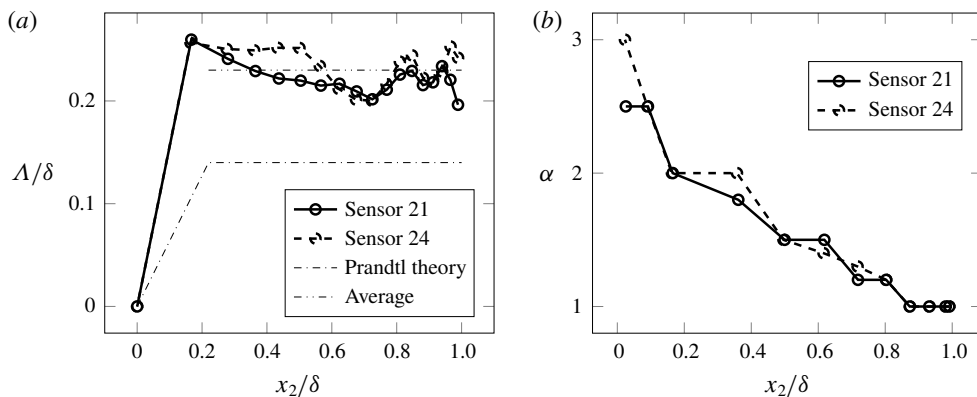 (a)
0.2
Λ/δ
0.1
0
Sensor 21
Sensor 24
Prandtl theory
Average
0 0.2 0.4 0.6 0.8 1.0
x₂/δ
(b)
3
Sensor 21
Sensor 24
α
2
1
0 0.2 0.4 0.6 0.8 1.0
x₂/δ